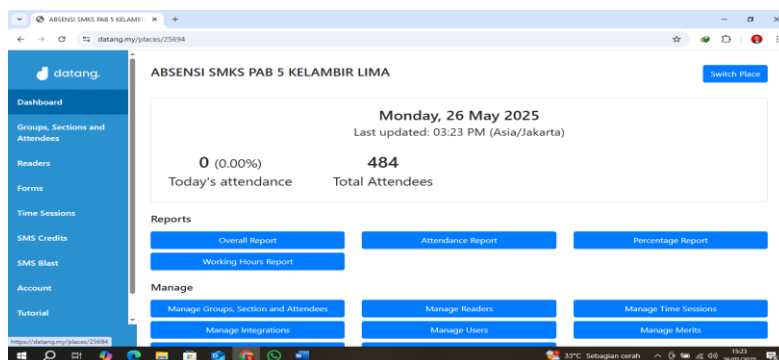 ABSENSI SMKS PAB 5 KELAMBI
datang.my/places/25694
datang.
ABSENSI SMKS PAB 5 KELAMBIR LIMA
Switch Place
Dashboard
Groups, Sections and
Attendees
Readers
Forms
Time Sessions
SMS Credits
SMS Blast
Account
Tutorial
Monday, 26 May 2025
Last updated: 03:23 PM (Asia/Jakarta)
0 (0.00%)
Today's attendance
484
Total Attendees
Reports
Overall Report
Attendance Report
Percentage Report
Working Hours Report
Manage
Manage Groups, Section and Attendees
Manage Readers
Manage Time Sessions
Manage Integrations
Manage Users
Manage Merits
https://datang.my/places/25694
33°C Sebagian cerah
15:23
26/05/2025